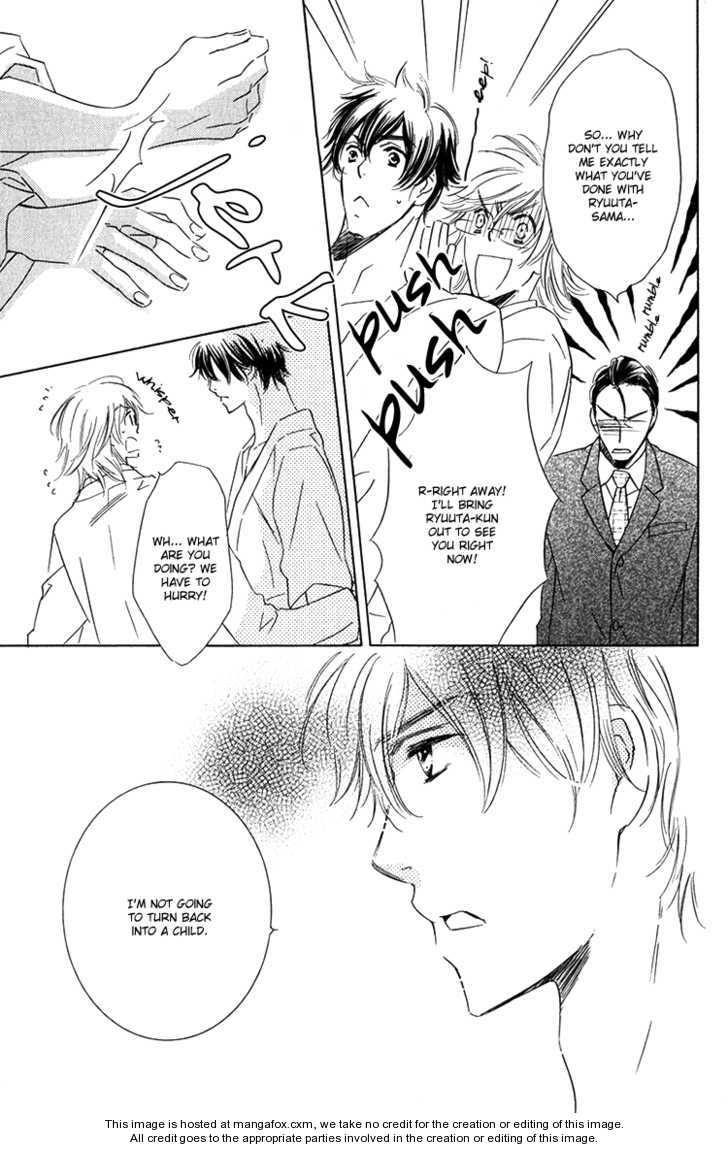 SO... WHY
DON'T YOU TELL
ME EXACTLY
WHAT YOU'VE
DONE WITH
RYUUTA-
SAMA...
eep!
rumble rumble
push
push
R-RIGHT AWAY!
I'LL BRING
RYUUTA-KUN
OUT TO SEE
YOU RIGHT
NOW!
jerk
whisper
WH... WHAT
ARE YOU
DOING? WE
HAVE TO
HURRY!
I'M NOT GOING
TO TURN BACK
INTO A CHILD.
This image is hosted at mangafox.cxm, we take no credit for the creation or editing of this image.
All credit goes to the appropriate parties involved in the creation or editing of this image.